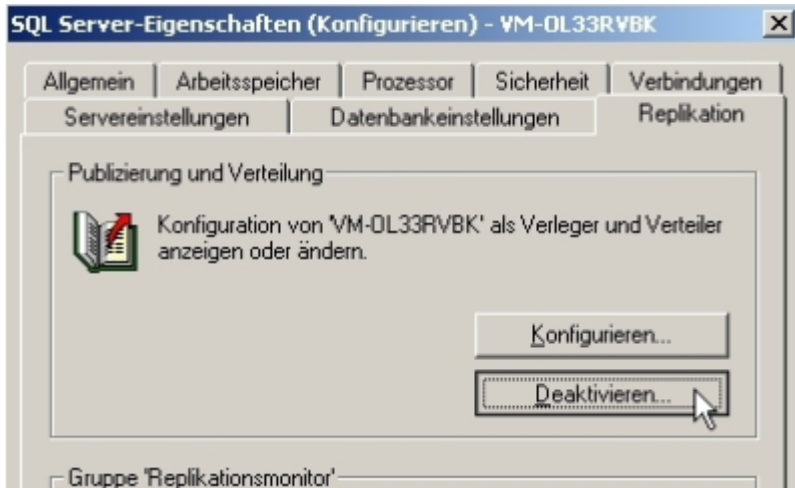 SQL Server-Eigenschaften (Konfigurieren) - VM-OL33RVBK
Allgemein Arbeitsspeicher Prozessor Sicherheit Verbindungen
Servereinstellungen Datenbankeinstellungen Replikation
Publizierung und Verteilung
Konfiguration von 'VM-OL33RVBK' als Verleger und Verteiler
anzeigen oder ändern.
Konfigurieren...
Deaktivieren...
Gruppe 'Replikationsmonitor'